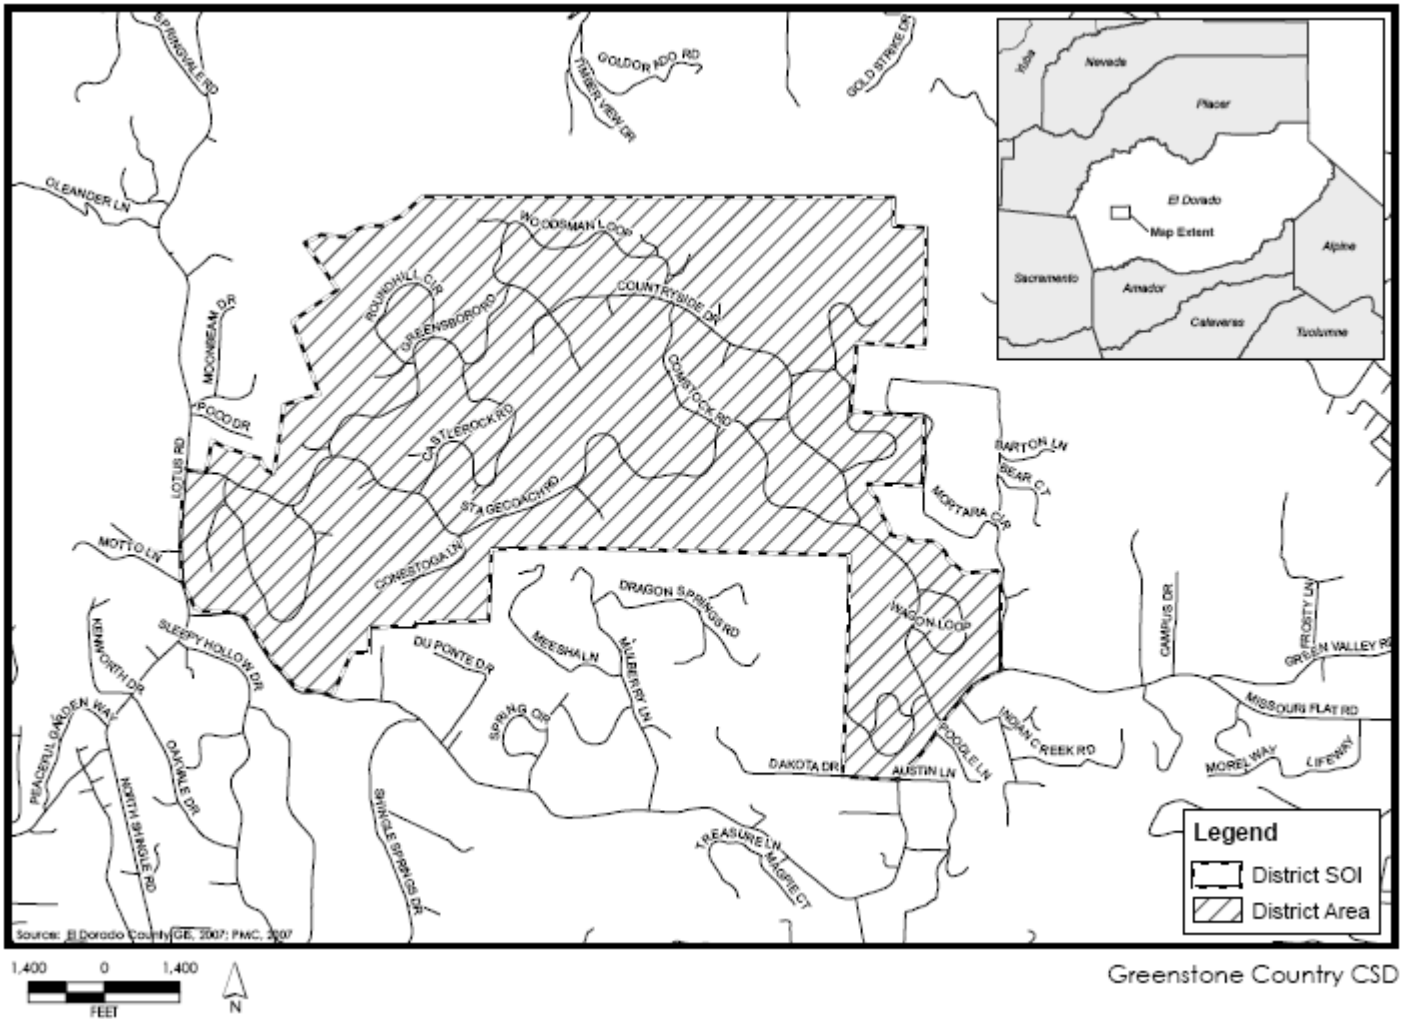 SPRINGVALE RD
GOLDORADO RD
TIMBER VIEW DR
GOLD STRIKE DR
Yuba
Nevada
Placer
El Dorado
Map Extent
Alpine
Sacramento
Amador
Calaveras
Tuolumne
OLEANDER LN
WOODSMAN LOOP
ROUNDHILL CIR
GREENSBORO RD
COUNTRYSIDE DR
MOONBEAM DR
POCO DR
COMSTOCK RD
CASTLEROCK RD
LOTUS RD
BARTON LN
BEAR CT
STAGECOACH RD
MORTARA CIR
MOTTO LN
CONESTOGA LN
DRAGON SPRINGS RD
WAGON LOOP
CAMPUS DR
FROSTY LN
GREEN VALLEY RD
KENWORTH DR
SLEEPY HOLLOW DR
DU PONTE DR
MEESHA LN
MULBERRY LN
MISSOURI FLAT RD
PEACEFUL GARDEN WAY
SPRING CIR
INDIAN CREEK RD
POODLE LN
OAKVALE DR
DAKOTA DR
AUSTIN LN
MOREL WAY
LIFEWAY
NORTH SHINGLE RD
SHINGLE SPRINGS DR
TREASURE LN
MAGPIE CT
Legend
District SOI
District Area
Source: El Dorado County GIS, 2007; PMC, 2007
1,400 0 1,400
FEET
N
Greenstone Country CSD